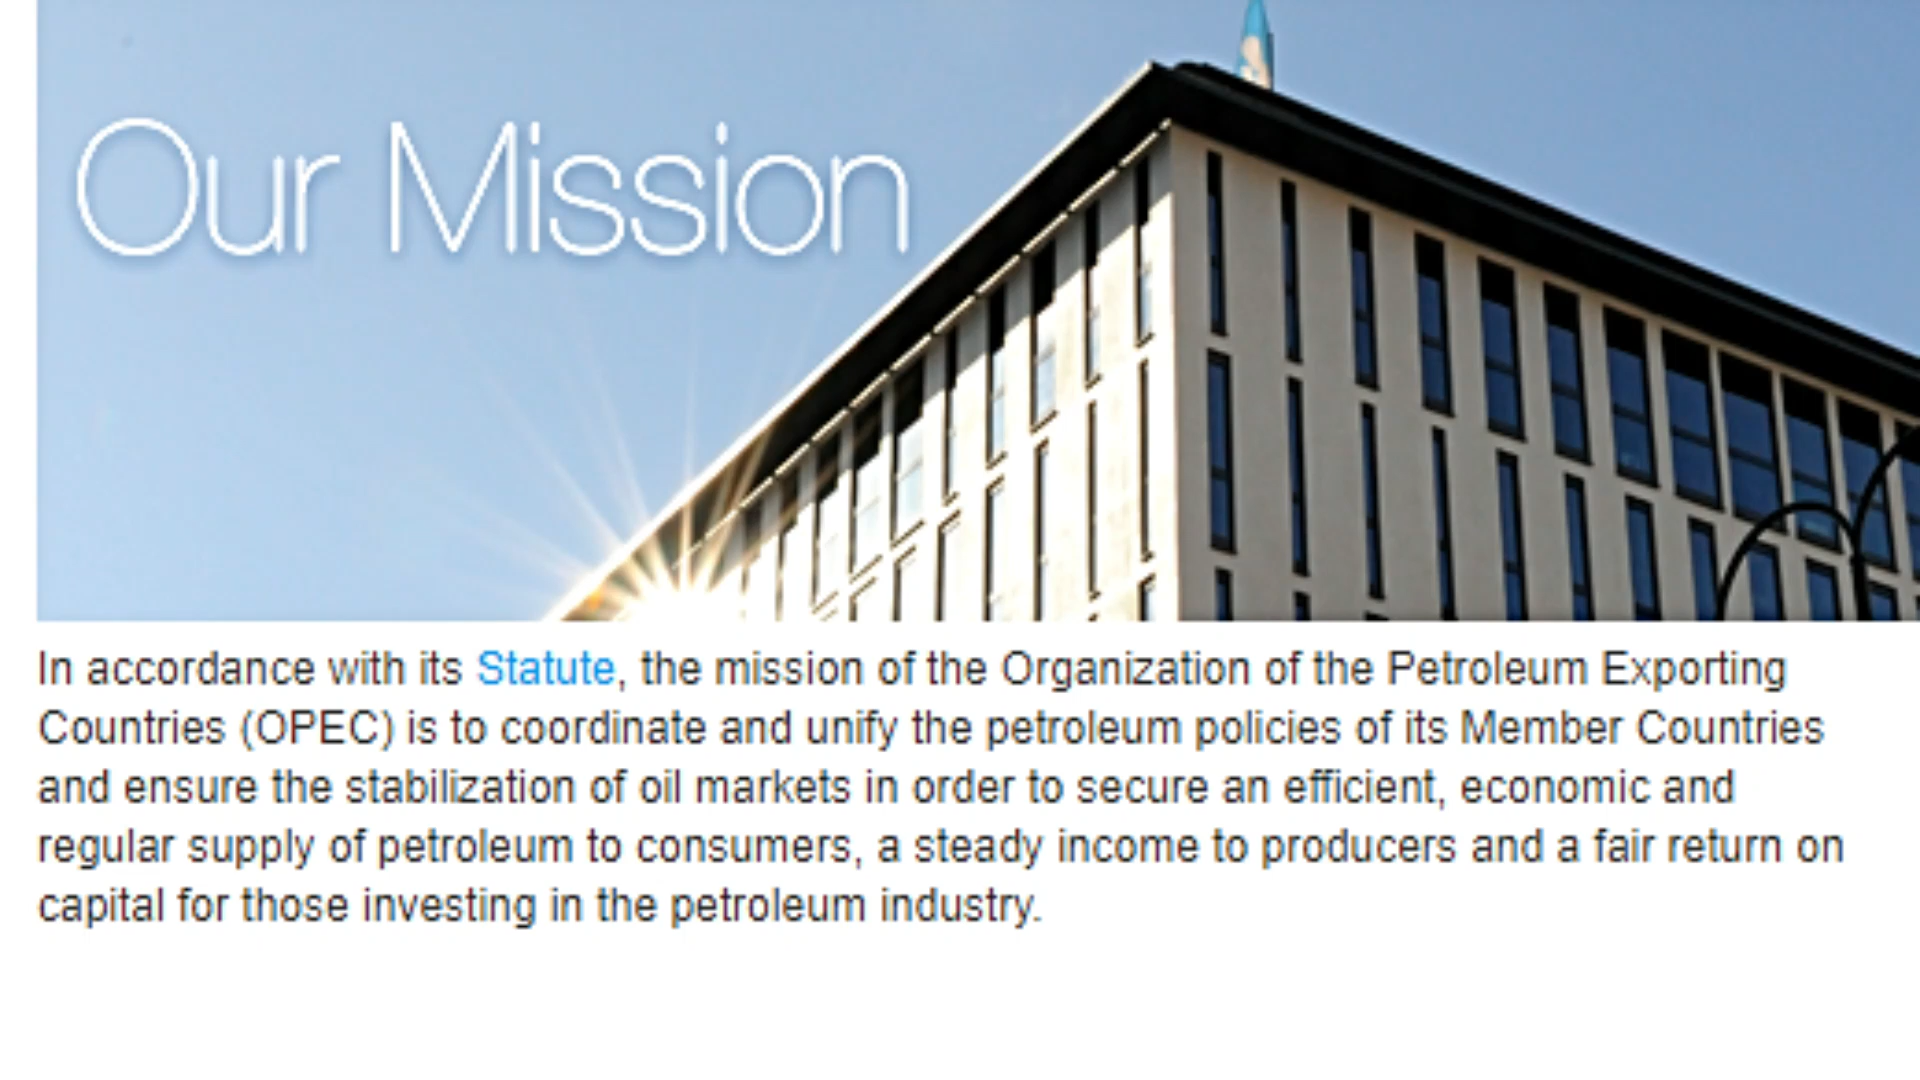 Our Mission
In accordance with its Statute, the mission of the Organization of the Petroleum Exporting
Countries (OPEC) is to coordinate and unify the petroleum policies of its Member Countries
and ensure the stabilization of oil markets in order to secure an efficient, economic and
regular supply of petroleum to consumers, a steady income to producers and a fair return on
capital for those investing in the petroleum industry.